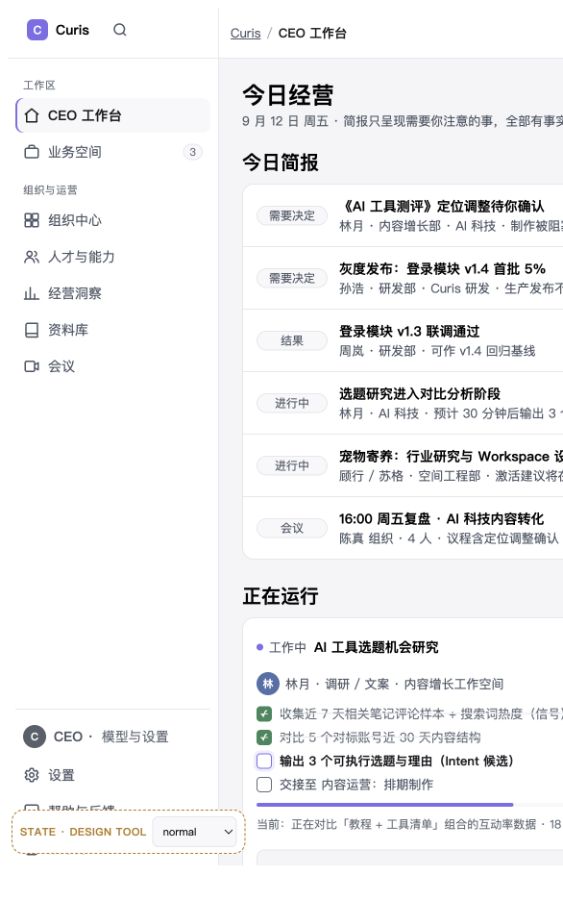 C Curis
Curis / CEO 工作台
工作区
CEO 工作台
业务空间 3
组织与运营
组织中心
人才与能力
经营洞察
资料库
会议
今日经营
9 月 12 日 周五 · 简报只呈现需要你注意的事，全部有事
今日简报
需要决定
《AI 工具测评》定位调整待你确认
林月 · 内容增长部 · AI 科技 · 制作被阻
需要决定
灰度发布：登录模块 v1.4 首批 5%
孙浩 · 研发部 · Curis 研发 · 生产发布
结果
登录模块 v1.3 联调通过
周岚 · 研发部 · 可作 v1.4 回归基线
进行中
选题研究进入对比分析阶段
林月 · AI 科技 · 预计 30 分钟后输出 3
进行中
宠物寄养：行业研究与 Workspace
顾行 / 苏格 · 空间工程部 · 激活建议将
会议
16:00 周五复盘 · AI 科技内容转化
陈真 组织 · 4 人 · 议程含定位调整确认
正在运行
工作中 AI 工具选题机会研究
林 林月 · 调研 / 文案 · 内容增长工作空间
收集近 7 天相关笔记评论样本 + 搜索词热度（信号）
对比 5 个对标账号近 30 天内容结构
输出 3 个可执行选题与理由（Intent 候选）
交接至 内容运营：排期制作
当前：正在对比「教程 + 工具清单」组合的互动率数据 · 18
C CEO · 模型与设置
设置
STATE · DESIGN TOOL normal